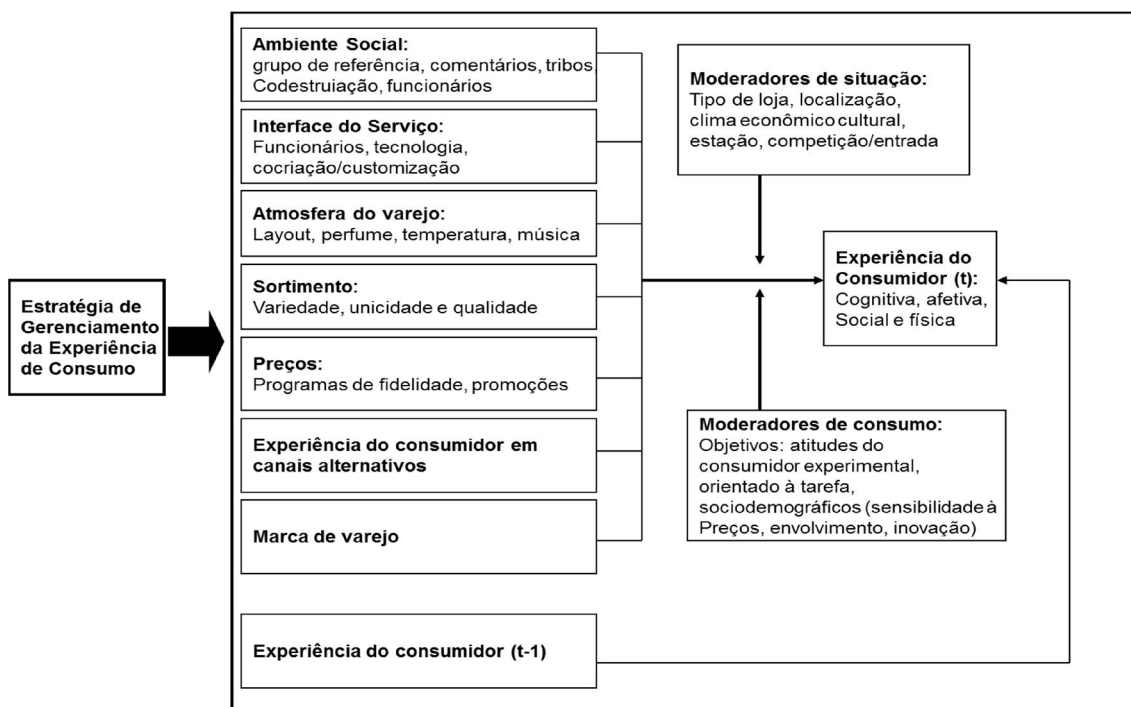 Estratégia de
Gerenciamento
da Experiência
de Consumo
Ambiente Social:
grupo de referência, comentários, tribos,
Codestruiação, funcionários
Interface do Serviço:
Funcionários, tecnologia,
cocriação/customização
Atmosfera do varejo:
Layout, perfume, temperatura, música
Sortimento:
Variedade, unicidade e qualidade
Preços:
Programas de fidelidade, promoções
Experiência do consumidor em
canais alternativos
Marca de varejo
Experiência do consumidor (t-1)
Moderadores de situação:
Tipo de loja, localização,
clima econômico cultural,
estação, competição/entrada
Experiência do
Consumidor (t):
Cognitiva, afetiva,
Social e física
Moderadores de consumo:
Objetivos: atitudes do
consumidor experimental,
orientado à tarefa,
sociodemográficos (sensibilidade à
Preços, envolvimento, inovação)